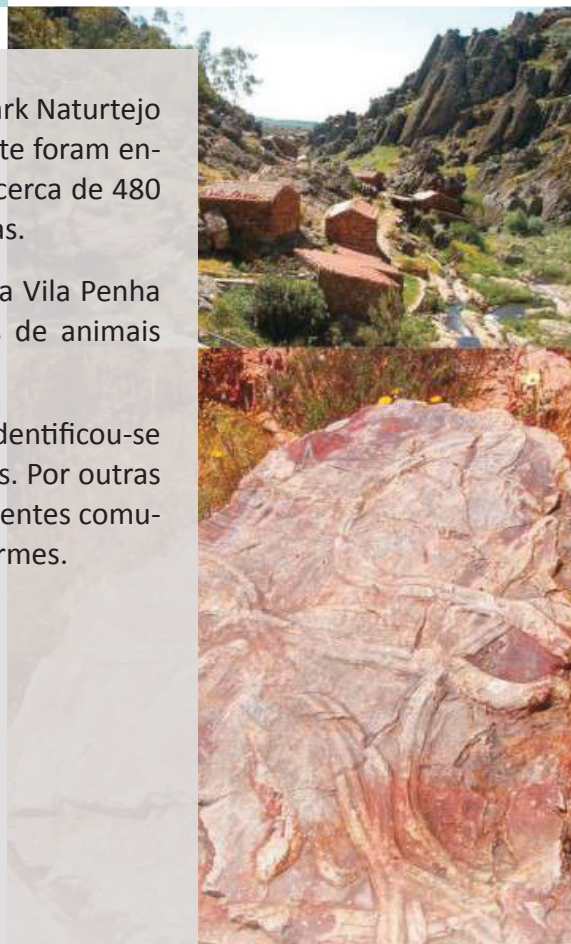 ark Naturtejo
te foram en-
cerca de 480
as.
a Vila Penha
s de animais
dentificou-se
s. Por outras
entes comu-
rmes.